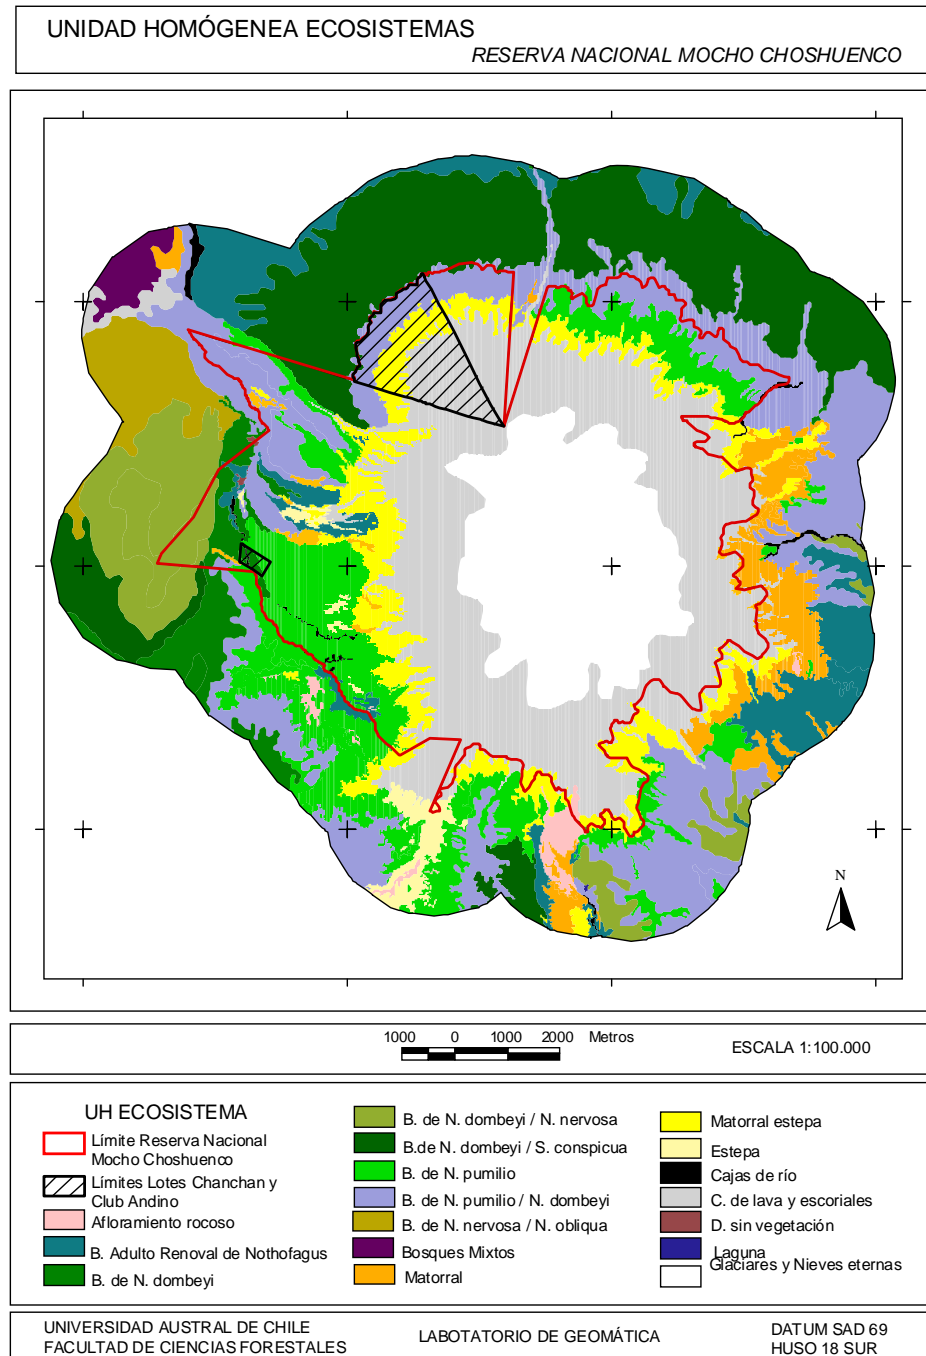 UNIDAD HOMÓGENEA ECOSISTEMAS
RESERVA NACIONAL MOCHO CHOSHUENCO
N
1000 0 1000 2000 Metros
ESCALA 1:100.000
UH ECOSISTEMA
Límite Reserva Nacional
Mocho Choshuenco
Límites Lotes Chanchan y
Club Andino
Afloramiento rocoso
B. Adulto Renoval de Nothofagus
B. de N. dombeyi
B. de N. dombeyi / N. nervosa
B.de N. dombeyi / S. conspicua
B. de N. pumilio
B. de N. pumilio / N. dombeyi
B. de N. nervosa / N. obliqua
Bosques Mixtos
Matorral
Matorral estepa
Estepa
Cajas de río
C. de lava y escoriales
D. sin vegetación
Laguna
Glaciares y Nieves eternas
UNIVERSIDAD AUSTRAL DE CHILE
FACULTAD DE CIENCIAS FORESTALES
LABOTATORIO DE GEOMÁTICA
DATUM SAD 69
HUSO 18 SUR